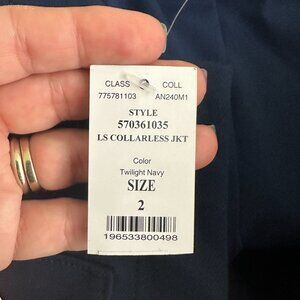 CLASS COLL
775781103 AN240M1
STYLE
570361035
LS COLLARLESS JKT
Color
Twilight Navy
SIZE
2
196533800498